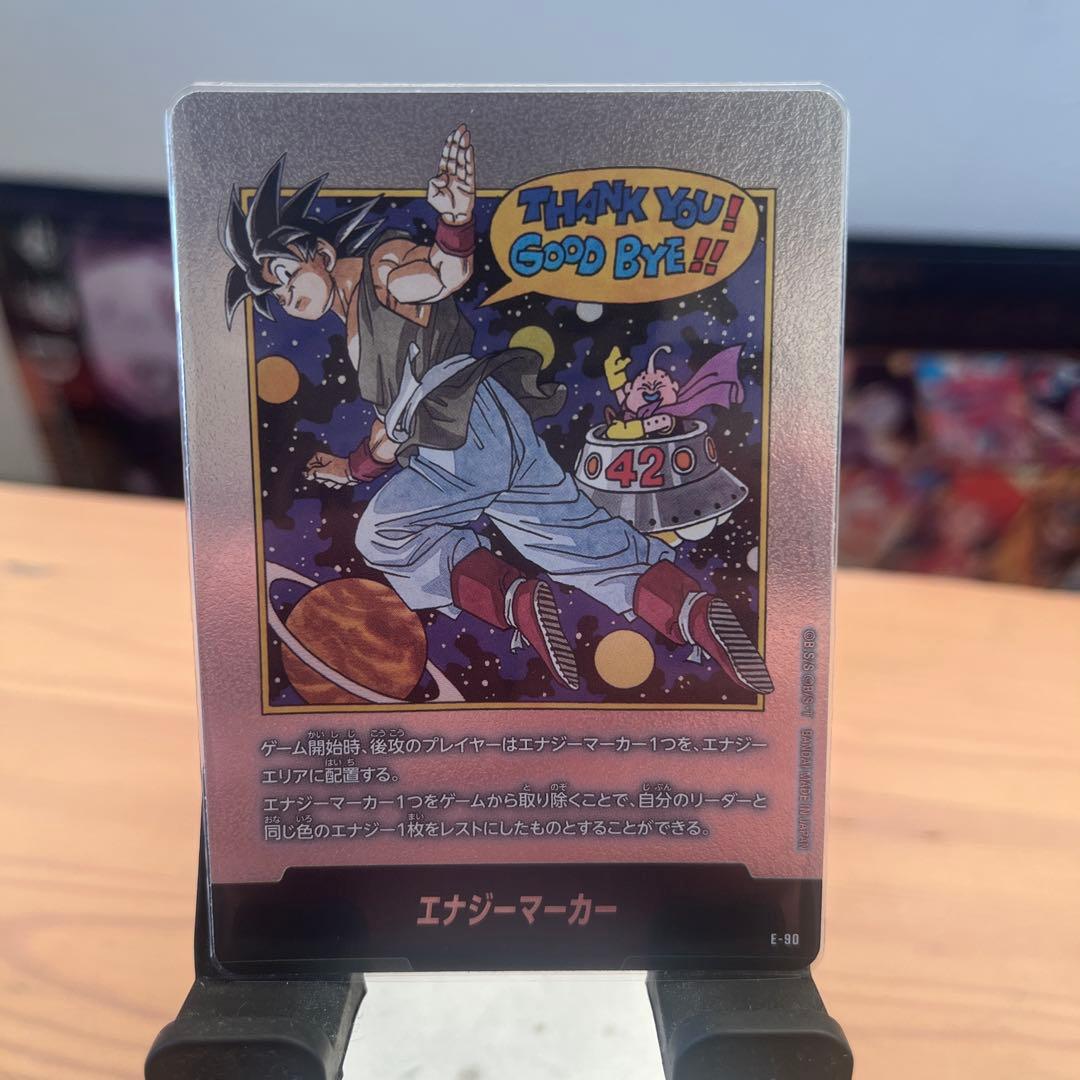 THANK YOU!
GOOD BYE!!
42
ゲーム開始時、後攻のプレイヤーはエナジーマーカー1つを、エナジー
エリアに配置する。
エナジーマーカー1つをゲームから取り除くことで、自分のリーダーと
同じ色のエナジー1枚をレストにしたものとすることができる。
©B.S/S ©B/S・T BANDAI MADE IN JAPAN
エナジーマーカー
E-90